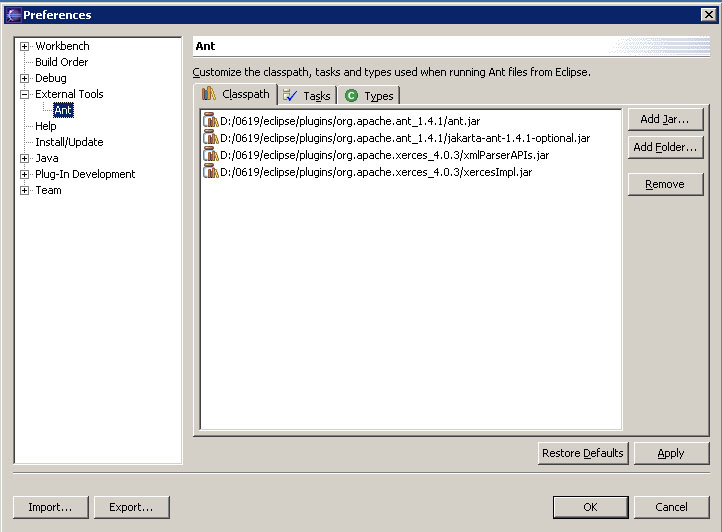 Preferences
Workbench
Build Order
Debug
External Tools
Ant
Help
Install/Update
Java
Plug-In Development
Team
Ant
Customize the classpath, tasks and types used when running Ant files from Eclipse.
Classpath Tasks Types
D:/0619/eclipse/plugins/org.apache.ant_1.4.1/ant.jar
D:/0619/eclipse/plugins/org.apache.ant_1.4.1/jakarta-ant-1.4.1-optional.jar
D:/0619/eclipse/plugins/org.apache.xerces_4.0.3/xmlParserAPIs.jar
D:/0619/eclipse/plugins/org.apache.xerces_4.0.3/xercesImpl.jar
Add Jar...
Add Folder...
Remove
Restore Defaults Apply
Import... Export... OK Cancel